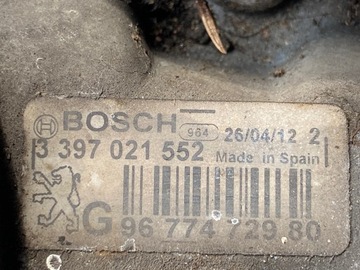 BOSCH 964 26/04/12 2
3 397 021 552 Made in Spain
G 96 774 729 80